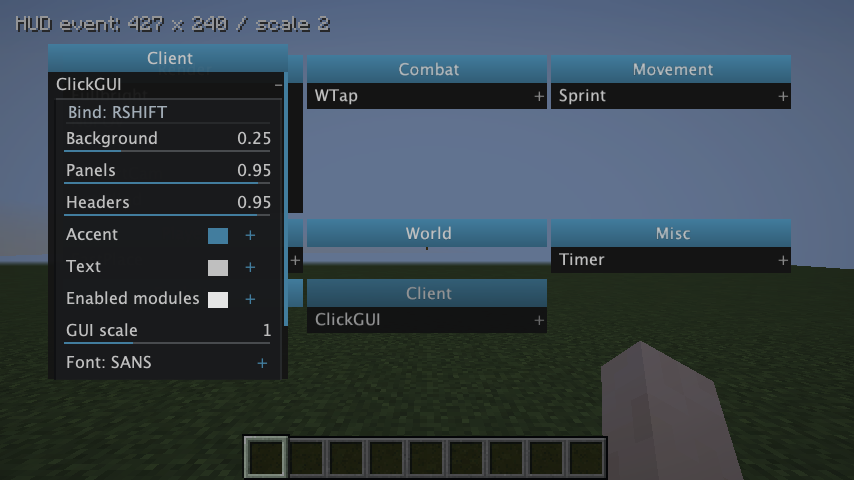 HUD event: 427 x 240 / scale 2
Client
ClickGUI -
Bind: RSHIFT
Background 0.25
Panels 0.95
Headers 0.95
Accent +
Text +
Enabled modules +
GUI scale 1
Font: SANS +
Combat
WTap +
Movement
Sprint +
+
World
Misc
Timer +
Client
ClickGUI +